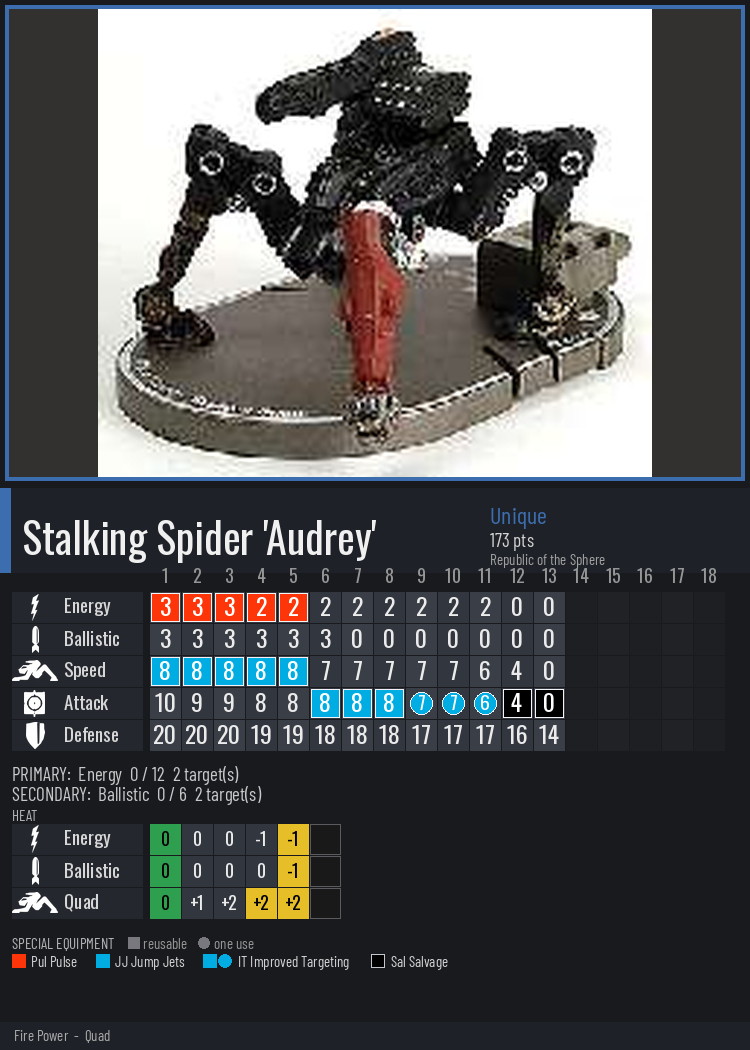 Stalking Spider 'Audrey'
Unique
173 pts
Republic of the Sphere
1 2 3 4 5 6 7 8 9 10 11 12 13 14 15 16 17 18
Energy 3 3 3 2 2 2 2 2 2 2 2 0 0
Ballistic 3 3 3 3 3 3 0 0 0 0 0 0 0
Speed 8 8 8 8 8 7 7 7 7 7 6 4 0
Attack 10 9 9 8 8 8 8 8 7 7 6 4 0
Defense 20 20 20 19 19 18 18 18 17 17 17 16 14
PRIMARY: Energy 0 / 12 2 target(s)
SECONDARY: Ballistic 0 / 6 2 target(s)
HEAT
Energy 0 0 0 -1 -1
Ballistic 0 0 0 0 -1
Quad 0 +1 +2 +2 +2
SPECIAL EQUIPMENT reusable one use
Pul Pulse JJ Jump Jets IT Improved Targeting Sal Salvage
Fire Power - Quad